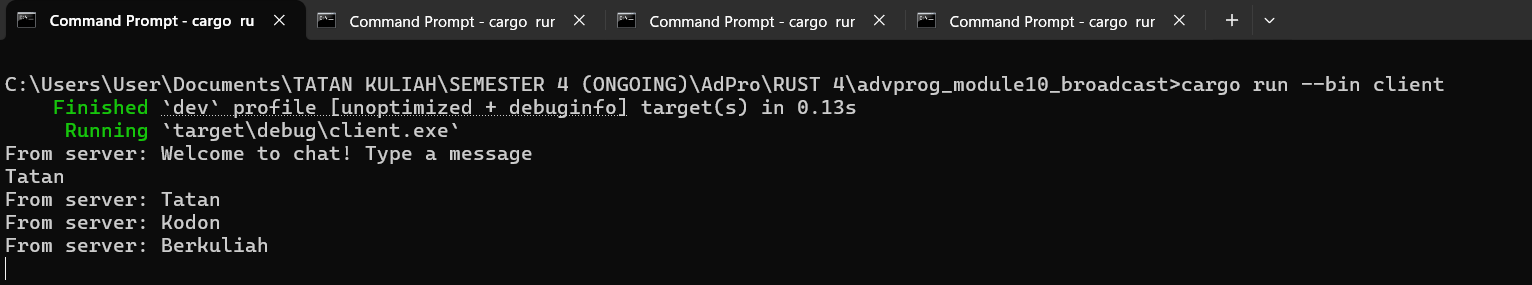 Command Prompt - cargo ru
Command Prompt - cargo rur
Command Prompt - cargo rur
Command Prompt - cargo rur
C:\Users\User\Documents\TATAN KULIAH\SEMESTER 4 (ONGOING)\AdPro\RUST 4\advprog_module10_broadcast>cargo run --bin client
Finished `dev` profile [unoptimized + debuginfo] target(s) in 0.13s
Running `target\debug\client.exe`
From server: Welcome to chat! Type a message
Tatan
From server: Tatan
From server: Kodon
From server: Berkuliah